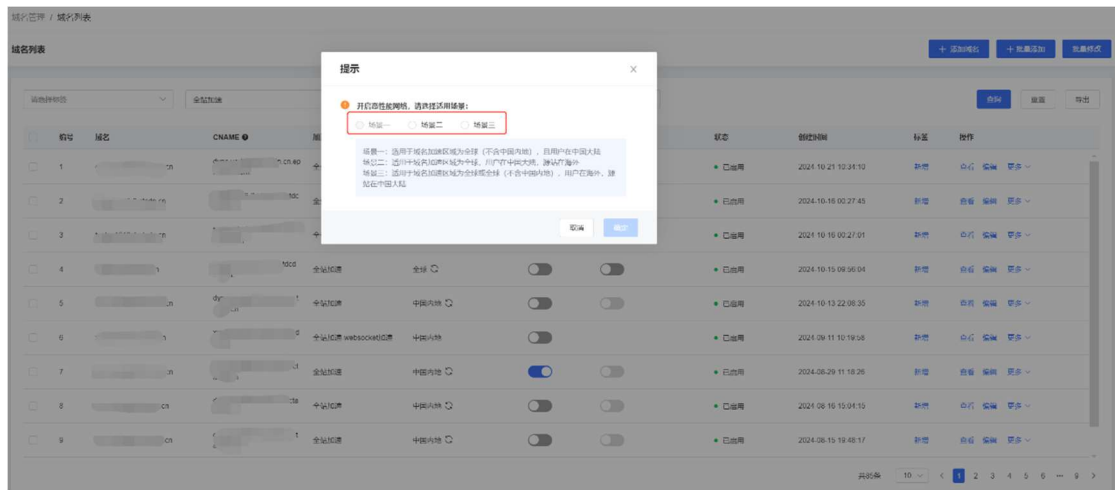 域名管理 / 域名列表
域名列表
+ 添加域名 + 批量添加 批量修改
提示
请选择标签 全站加速
查询 重置 导出
开启高性能网络，请选择适用场景：
场景一 场景二 场景三
场景一：适用于域名加速区域为全球（不含中国内地），且用户在中国大陆
场景二：适用于域名加速区域为全球，用户在中国大陆、源站在海外
场景三：适用于域名加速区域为全球或全球（不含中国内地），用户在海外、源
站在中国大陆
取消 确定
编号 域名 CNAME 状态 创建时间 标签 操作
1 已启用 2024-10-21 10:34:10 新增 查看 编辑 更多
2 已启用 2024-10-16 00:27:45 新增 查看 编辑 更多
3 已启用 2024-10-16 00:27:01 新增 查看 编辑 更多
4 全站加速 全球 已启用 2024-10-15 09:56:04 新增 查看 编辑 更多
5 全站加速 中国内地 已启用 2024-10-13 22:08:35 新增 查看 编辑 更多
6 全站加速 websocket加速 中国内地 已启用 2024-09-11 10:19:58 新增 查看 编辑 更多
7 全站加速 中国内地 已启用 2024-08-29 11:18:26 新增 查看 编辑 更多
8 全站加速 中国内地 已启用 2024-08-16 15:04:15 新增 查看 编辑 更多
9 全站加速 中国内地 已启用 2024-08-15 19:48:17 新增 查看 编辑 更多
共85条 10 1 2 3 4 5 6 ··· 9